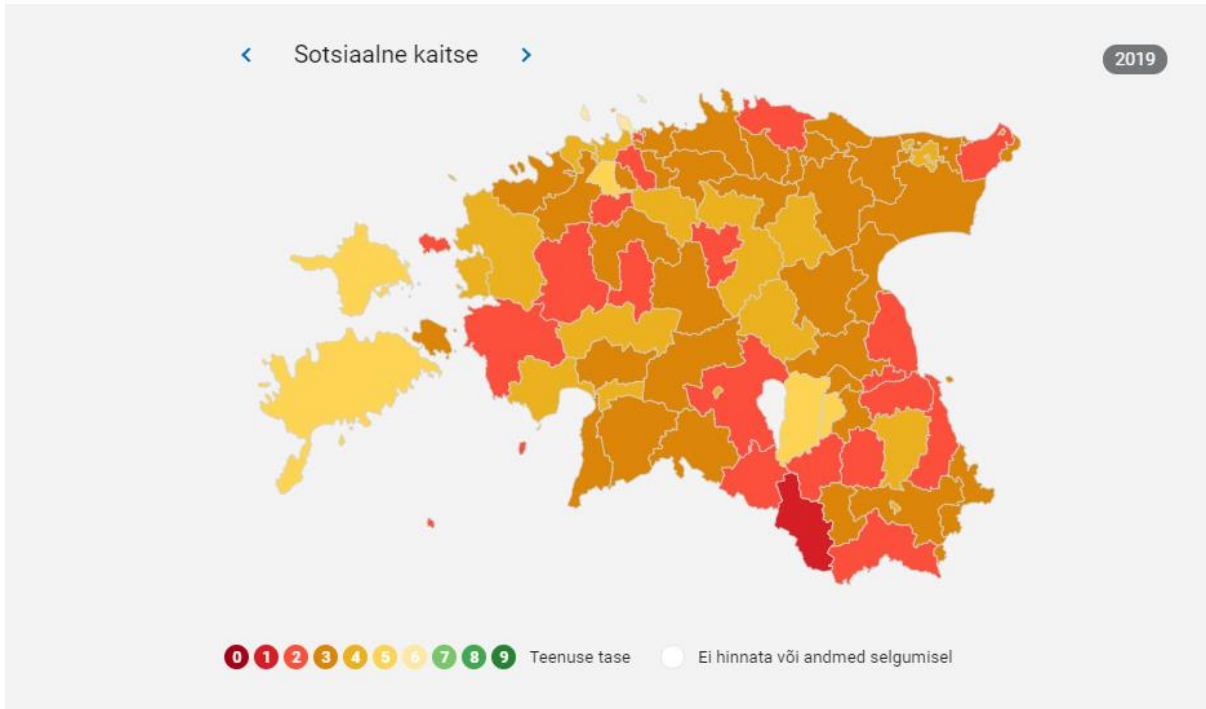 Sotsiaalne kaitse
2019
0 1 2 3 4 5 6 7 8 9 Teenuse tase Ei hinnata või andmed selgumisel